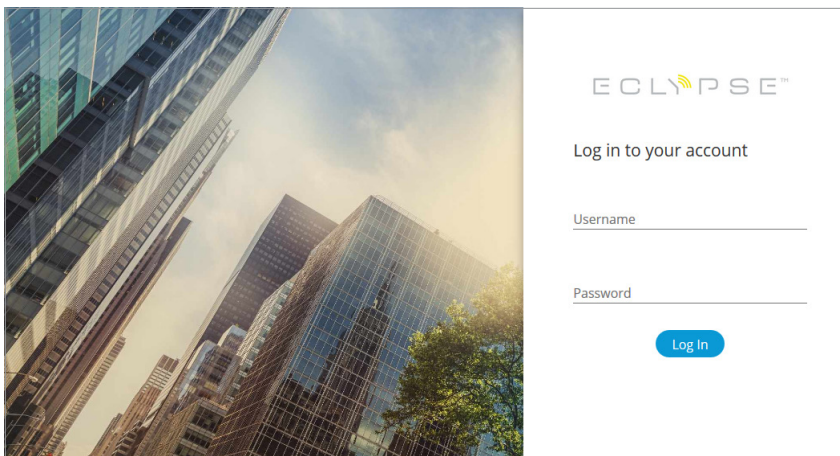 ECLYPSE™
Log in to your account
Username
Password
Log In